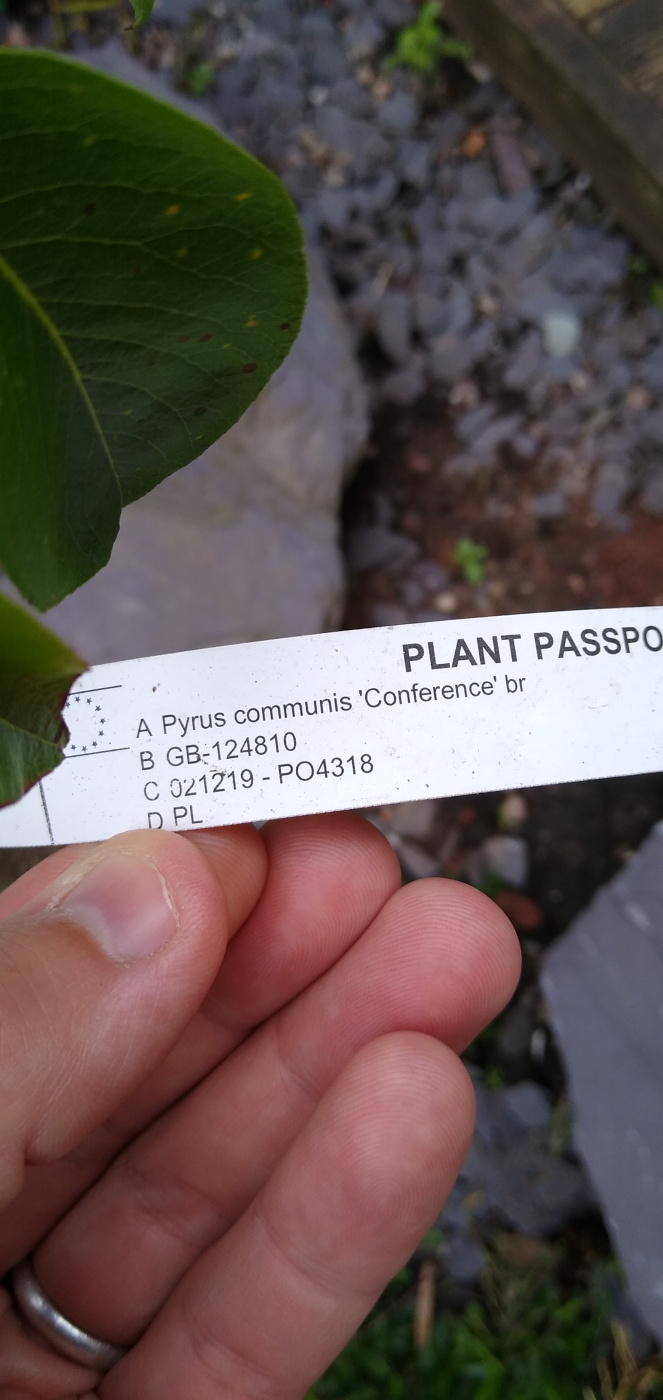 PLANT PASSPO
A Pyrus communis 'Conference' br
B GB-124810
C 021219 - PO4318
D PL